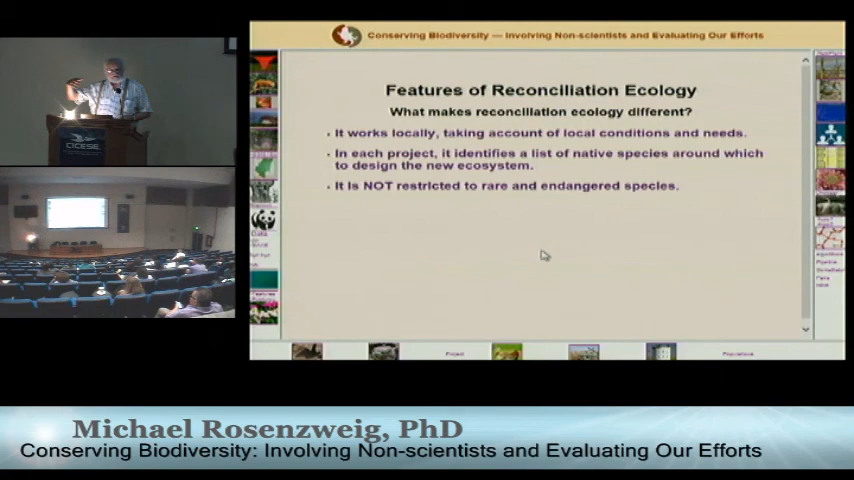 Conserving Biodiversity — Involving Non-scientists and Evaluating Our Efforts
Features of Reconciliation Ecology
What makes reconciliation ecology different?
• It works locally, taking account of local conditions and needs.
• In each project, it identifies a list of native species around which
to design the new ecosystem.
• It is NOT restricted to rare and endangered species.
CICESE
Data
Project
Michael Rosenzweig, PhD
Conserving Biodiversity: Involving Non-scientists and Evaluating Our Efforts